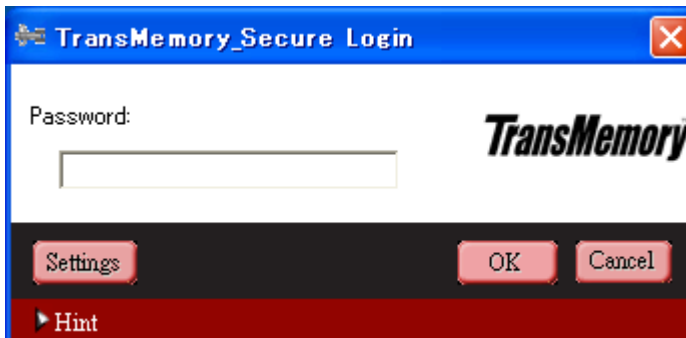 TransMemory_Secure Login
Password:
TransMemory
Settings
OK
Cancel
Hint